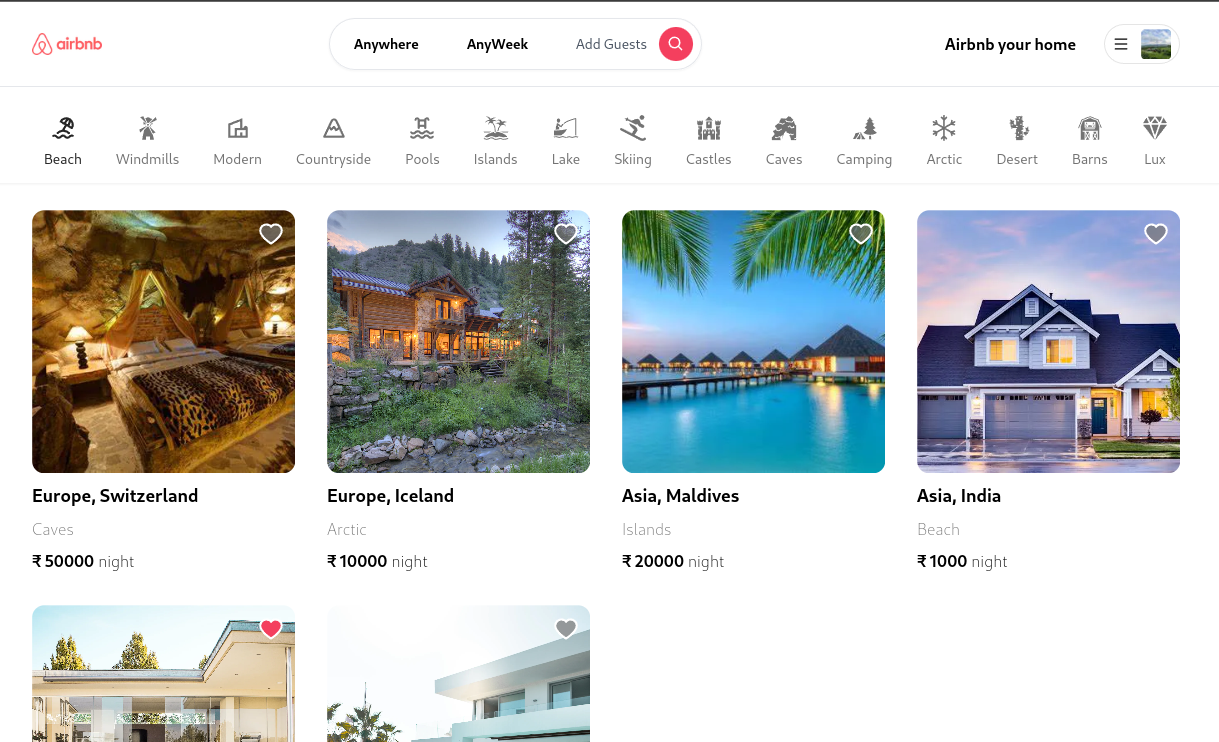 airbnb
Anywhere
AnyWeek
Add Guests
Airbnb your home
Beach
Windmills
Modern
Countryside
Pools
Islands
Lake
Skiing
Castles
Caves
Camping
Arctic
Desert
Barns
Lux
Europe, Switzerland
Caves
₹ 50000 night
Europe, Iceland
Arctic
₹ 10000 night
Asia, Maldives
Islands
₹ 20000 night
Asia, India
Beach
₹ 1000 night